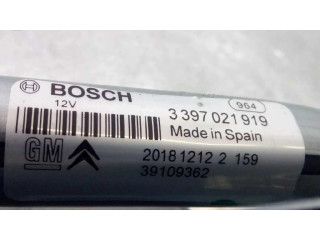 BOSCH
12V
964
3 397 021 919
Made in Spain
GM
20181212 2 159
39109362